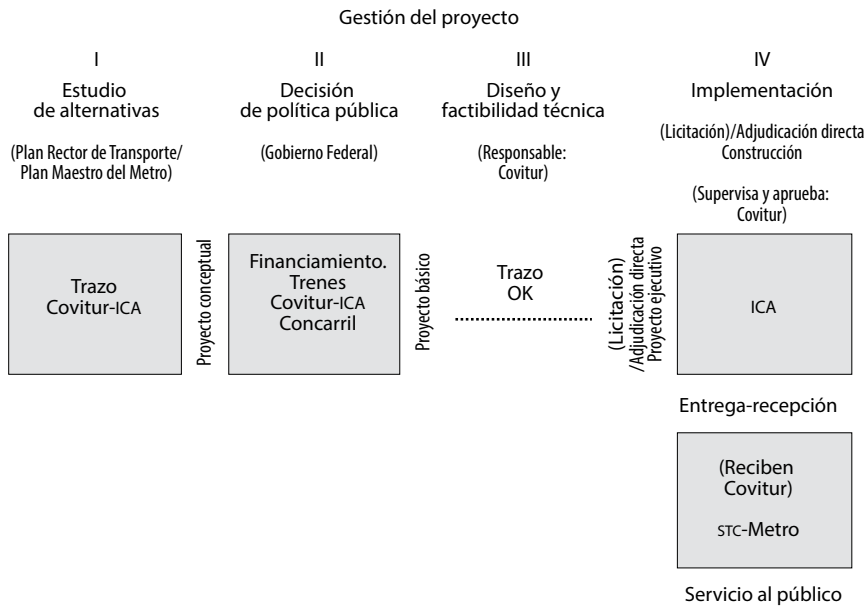 Gestión del proyecto
I
Estudio
de alternativas
(Plan Rector de Transporte/
Plan Maestro del Metro)
II
Decisión
de política pública
(Gobierno Federal)
III
Diseño y
factibilidad técnica
(Responsable:
Covitur)
IV
Implementación
(Licitación)/Adjudicación directa
Construcción
(Supervisa y aprueba:
Covitur)
Trazo
Covitur-ICA
Proyecto conceptual
Financiamiento.
Trenes
Covitur-ICA
Concarril
Proyecto básico
Trazo
OK
(Licitación)
/Adjudicación directa
Proyecto ejecutivo
ICA
Entrega-recepción
(Reciben
Covitur)
STC-Metro
Servicio al público